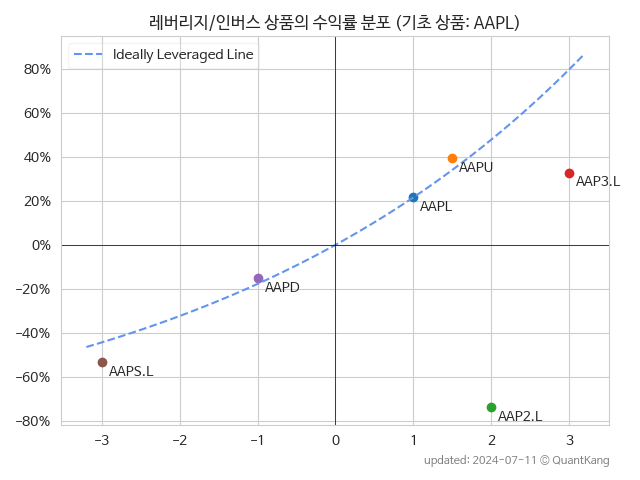 레버리지/인버스 상품의 수익률 분포 (기초 상품: AAPL)
Ideally Leveraged Line
80%
60%
40%
20%
0%
−20%
−40%
−60%
−80%
AAPU
AAP3.L
AAPL
AAPD
AAPS.L
AAP2.L
−3
−2
−1
0
1
2
3
updated: 2024-07-11 © QuantKang